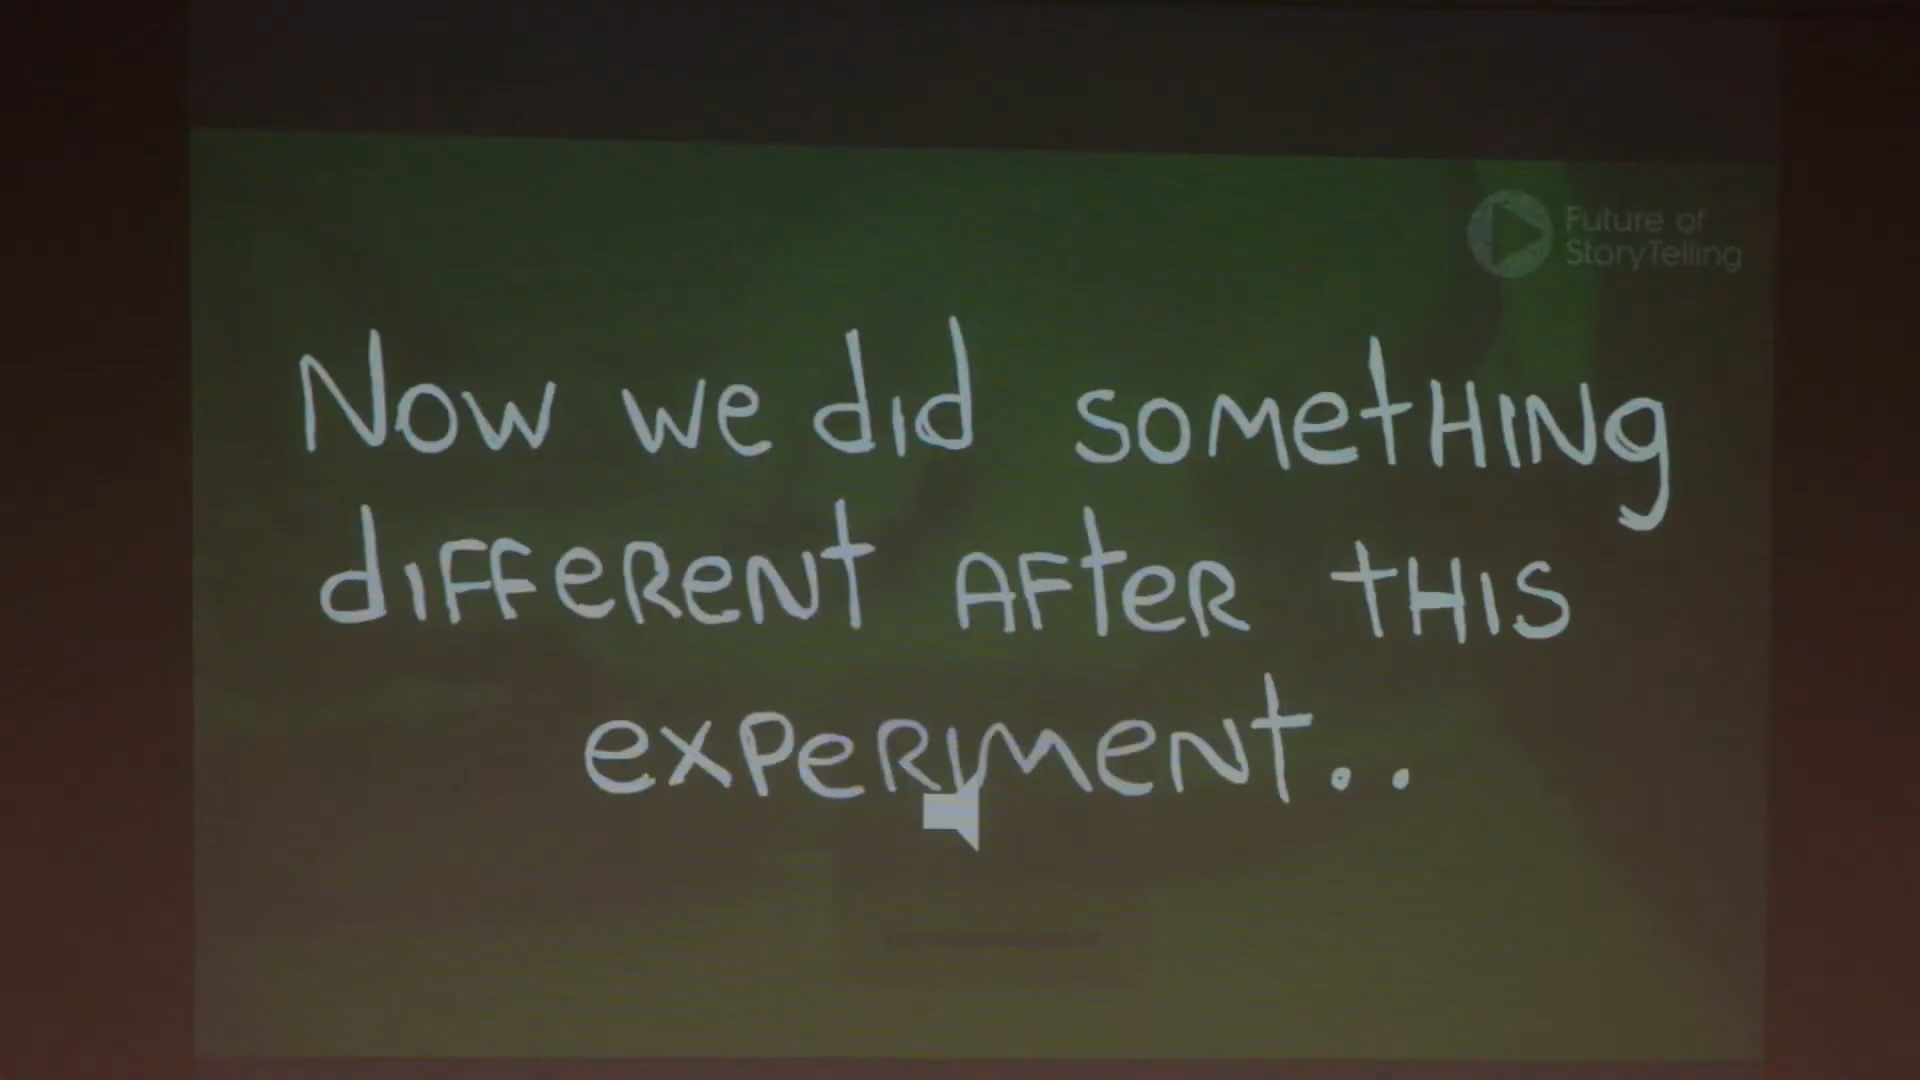 Future of
StoryTelling
Now we did something
different after this
experiment..